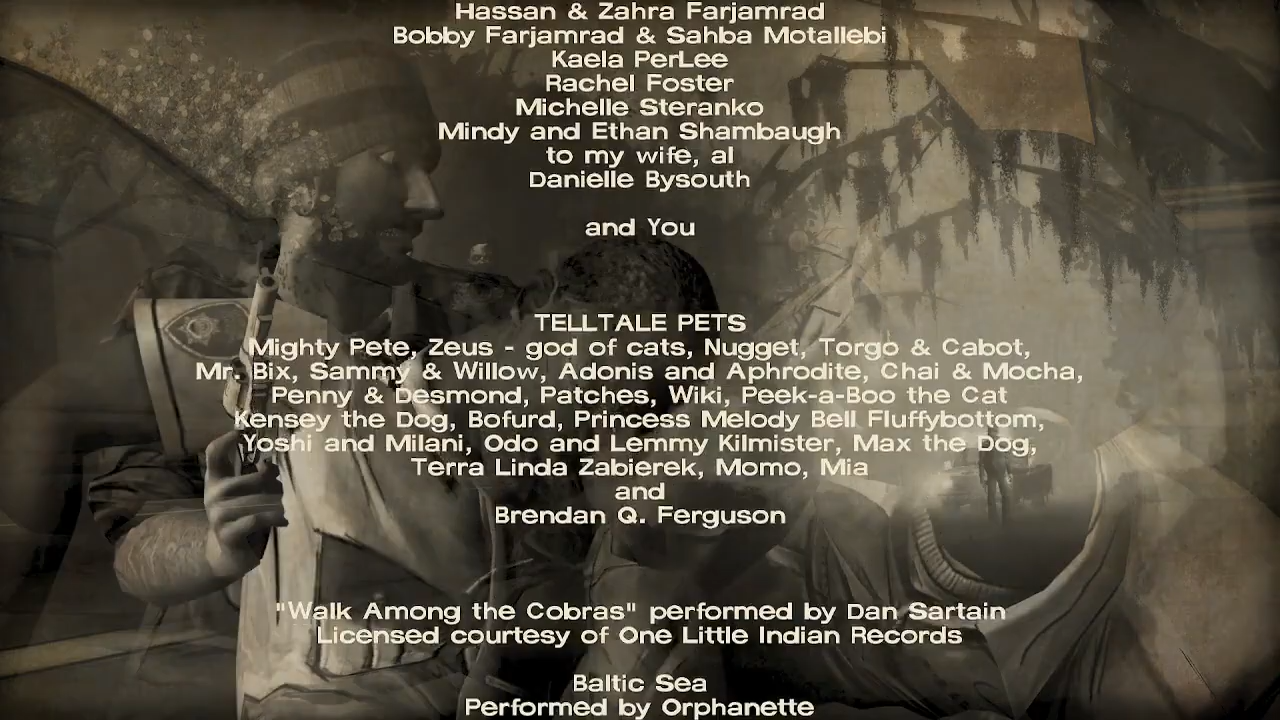 Hassan & Zahra Farjamrad
Bobby Farjamrad & Sahba Motallebi
Kaela PerLee
Rachel Foster
Michelle Steranko
Mindy and Ethan Shambaugh
to my wife, al
Danielle Bysouth
and You
TELLTALE PETS
Mighty Pete, Zeus - god of cats, Nugget, Torgo & Cabot,
Mr. Bix, Sammy & Willow, Adonis and Aphrodite, Chai & Mocha,
Penny & Desmond, Patches, Wiki, Peek-a-Boo the Cat
Kensey the Dog, Bofurd, Princess Melody Bell Fluffybottom,
Yoshi and Milani, Odo and Lemmy Kilmister, Max the Dog,
Terra Linda Zabierek, Momo, Mia
and
Brendan Q. Ferguson
"Walk Among the Cobras" performed by Dan Sartain
Licensed courtesy of One Little Indian Records
Baltic Sea
Performed by Orphanette